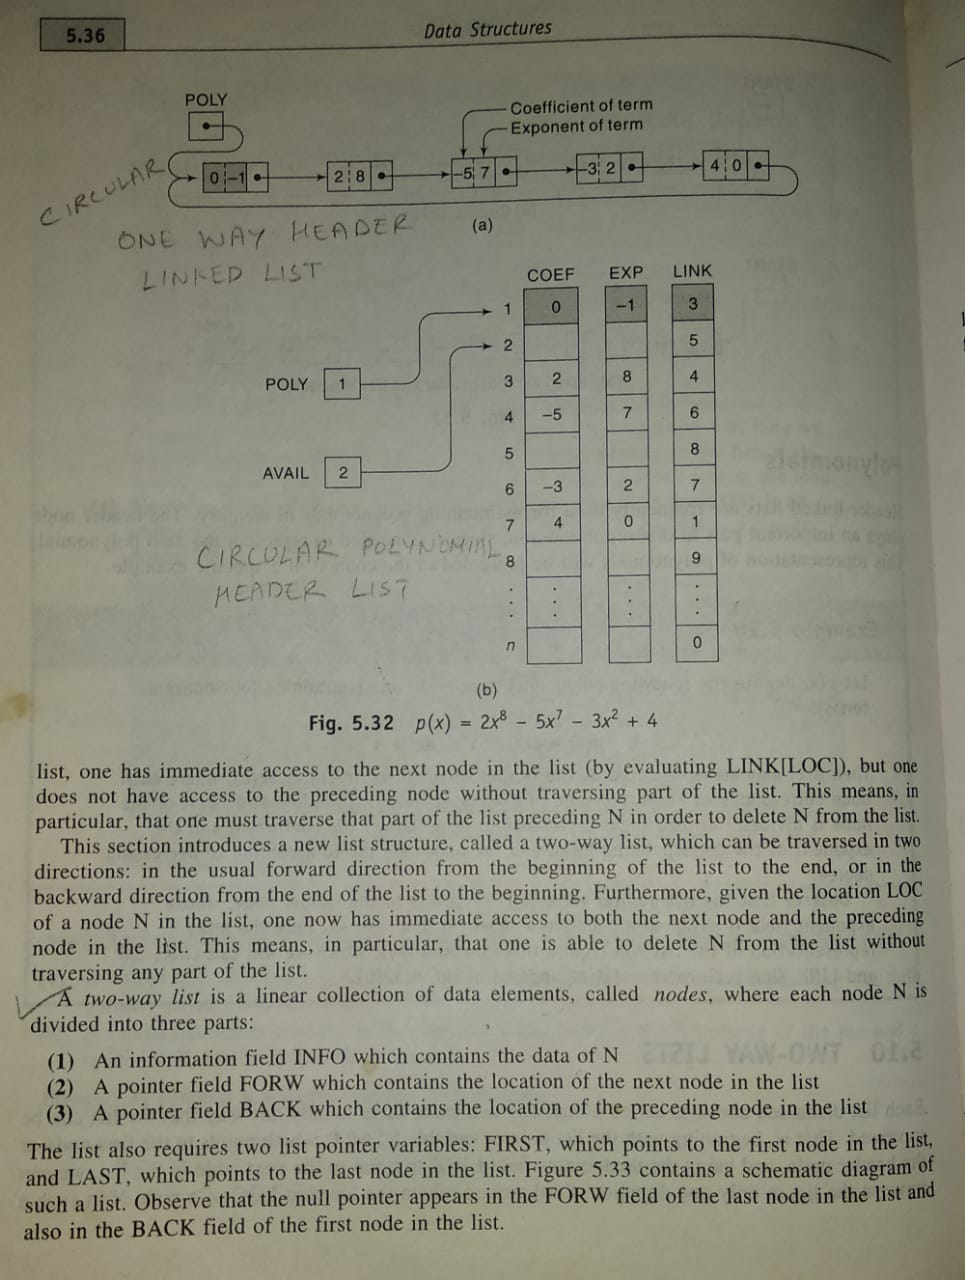 5.36
Data Structures
POLY
Coefficient of term
Exponent of term
0 -1
2 8
-5 7
-3 2
4 0
CIRCULAR
ONE WAY HEADER
LINKED LIST
(a)
COEF EXP LINK
1 0 -1 3
2 5
POLY 1
3 2 8 4
4 -5 7 6
5 8
AVAIL 2
6 -3 2 7
7 4 0 1
CIRCULAR POLYNOMIAL
HEADER LIST
8 9
n 0
(b)
Fig. 5.32 p(x) = 2x⁸ – 5x⁷ – 3x² + 4
list, one has immediate access to the next node in the list (by evaluating LINK[LOC]), but one
does not have access to the preceding node without traversing part of the list. This means, in
particular, that one must traverse that part of the list preceding N in order to delete N from the list.
This section introduces a new list structure, called a two-way list, which can be traversed in two
directions: in the usual forward direction from the beginning of the list to the end, or in the
backward direction from the end of the list to the beginning. Furthermore, given the location LOC
of a node N in the list, one now has immediate access to both the next node and the preceding
node in the list. This means, in particular, that one is able to delete N from the list without
traversing any part of the list.
A two-way list is a linear collection of data elements, called nodes, where each node N is
divided into three parts:
(1) An information field INFO which contains the data of N
(2) A pointer field FORW which contains the location of the next node in the list
(3) A pointer field BACK which contains the location of the preceding node in the list
The list also requires two list pointer variables: FIRST, which points to the first node in the list,
and LAST, which points to the last node in the list. Figure 5.33 contains a schematic diagram of
such a list. Observe that the null pointer appears in the FORW field of the last node in the list and
also in the BACK field of the first node in the list.